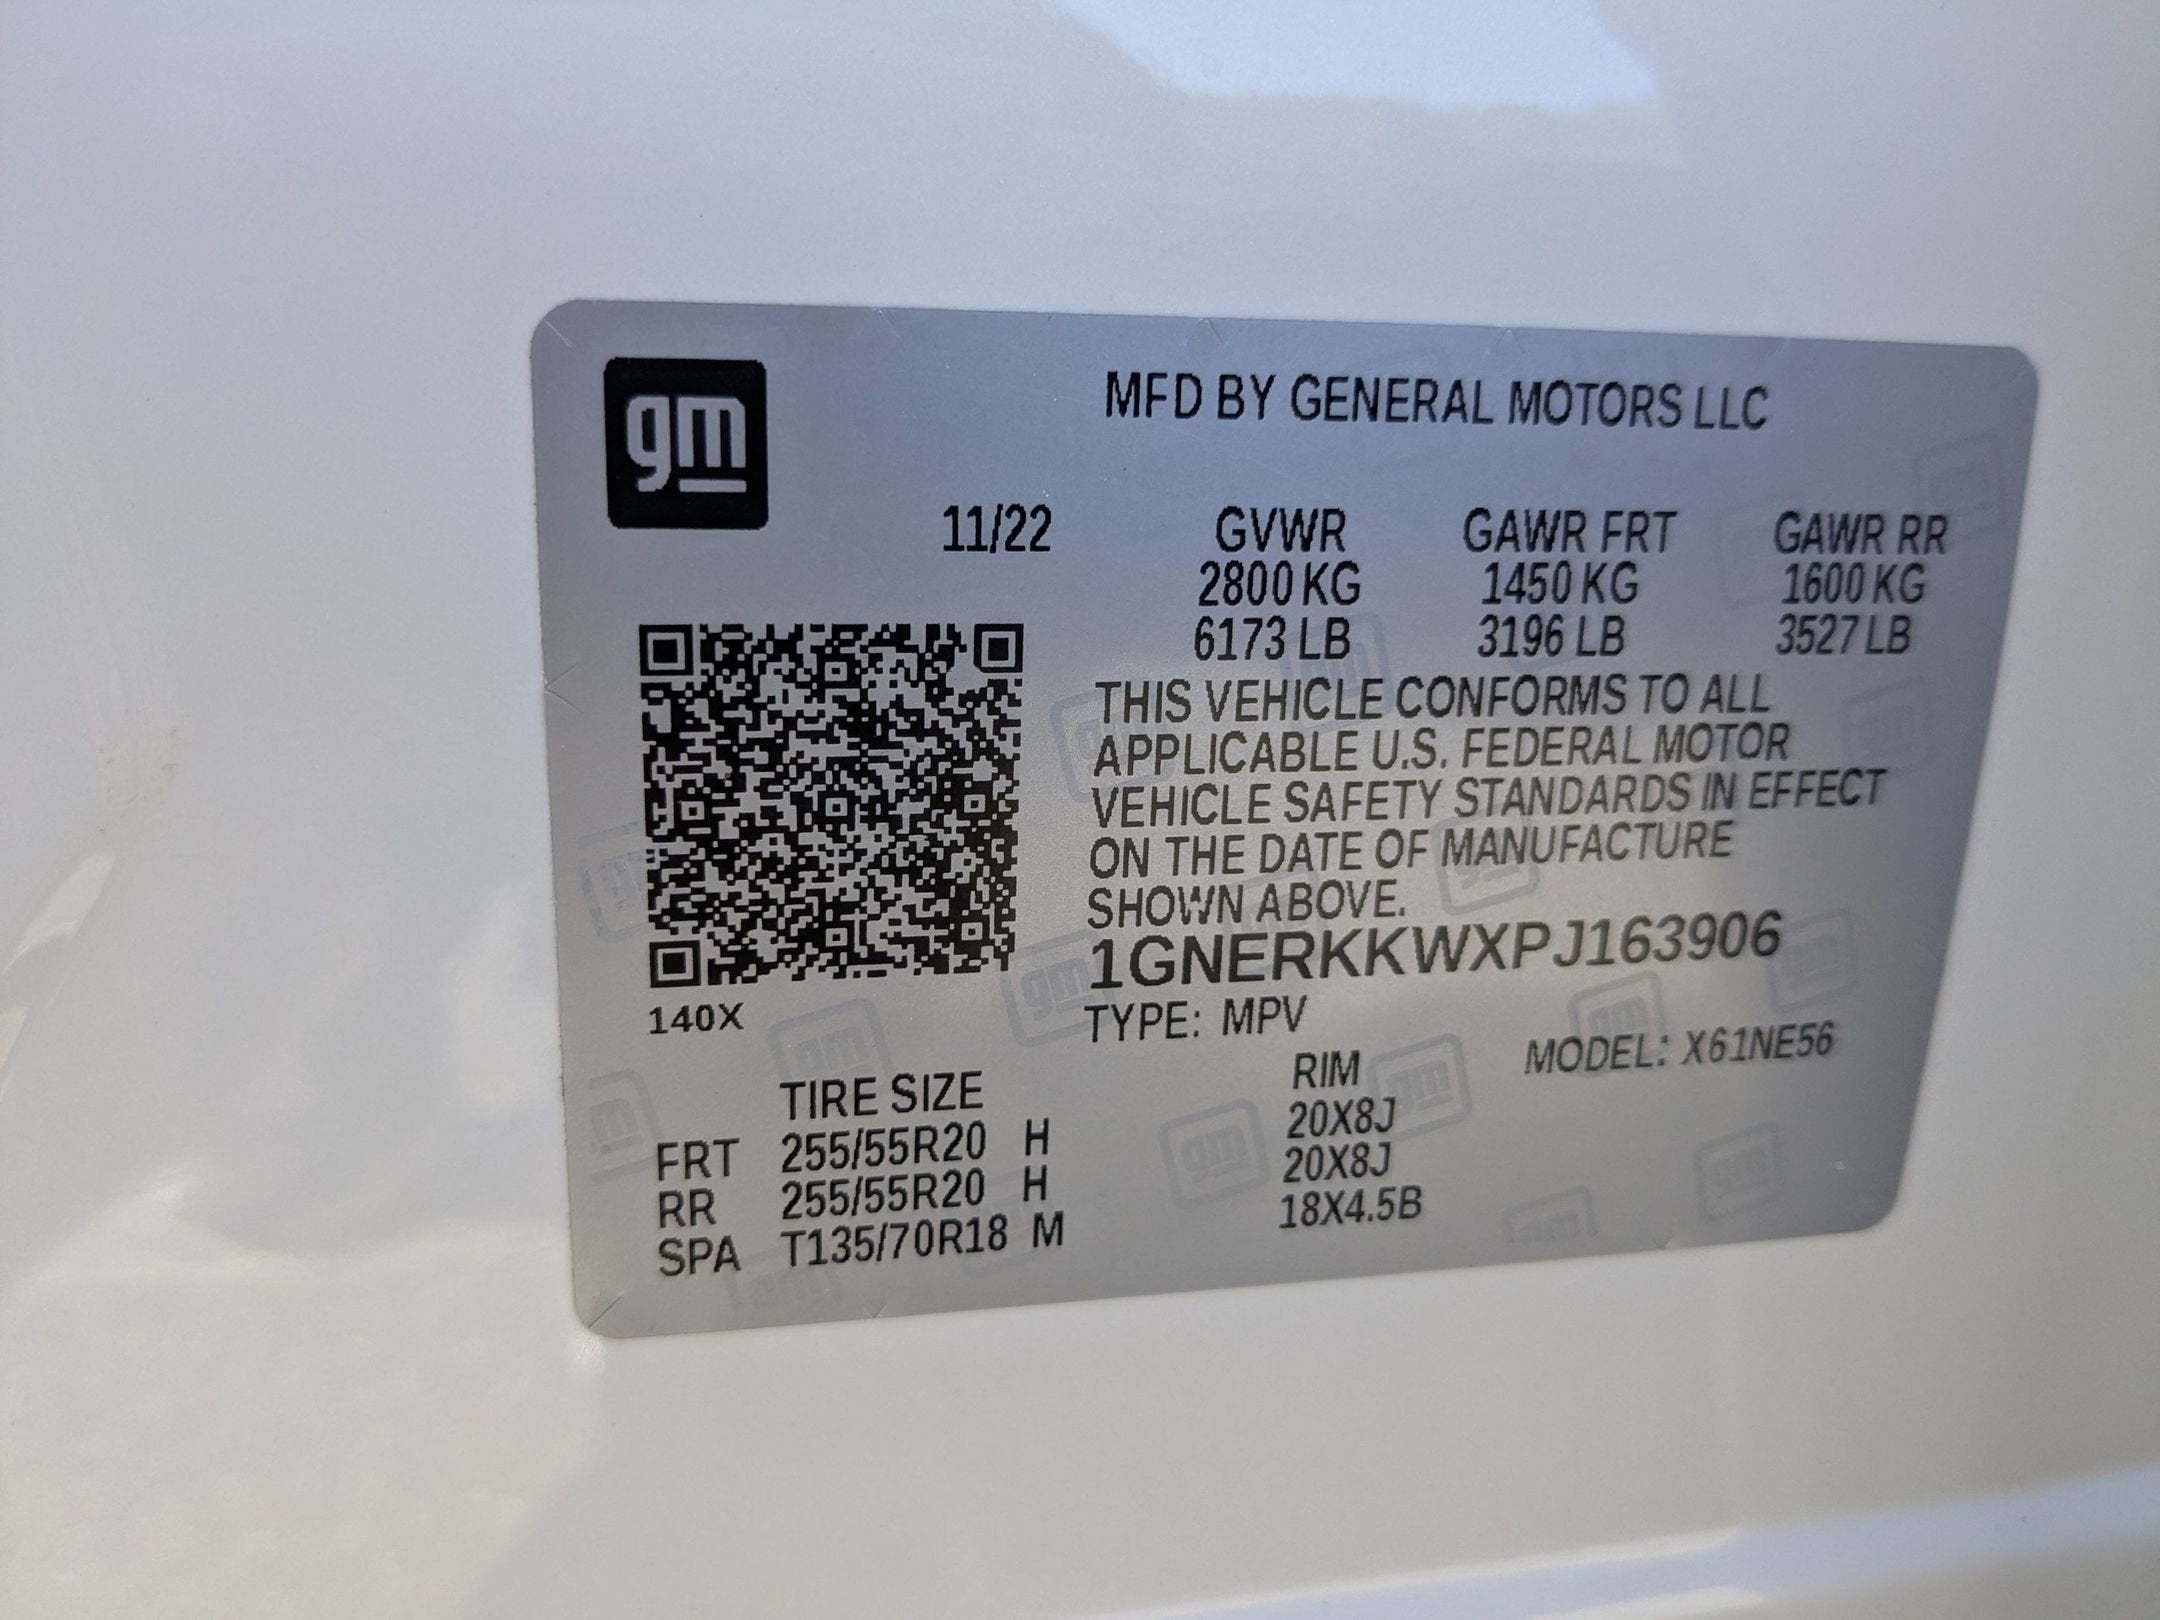 gm
MFD BY GENERAL MOTORS LLC
11/22 GVWR GAWR FRT GAWR RR
2800 KG 1450 KG 1600 KG
6173 LB 3196 LB 3527 LB
THIS VEHICLE CONFORMS TO ALL
APPLICABLE U.S. FEDERAL MOTOR
VEHICLE SAFETY STANDARDS IN EFFECT
ON THE DATE OF MANUFACTURE
SHOWN ABOVE.
1GNERKKWXPJ163906
140X
TYPE: MPV
MODEL: X61NE56
TIRE SIZE RIM
FRT 255/55R20 H 20X8J
RR 255/55R20 H 20X8J
SPA T135/70R18 M 18X4.5B